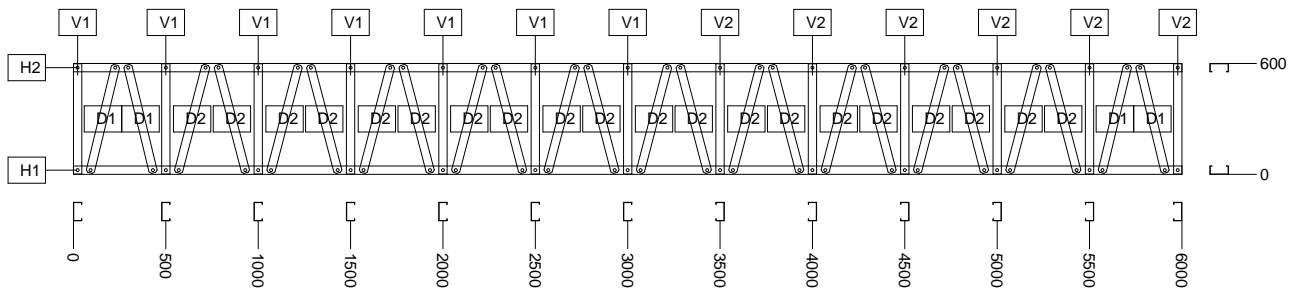 V1 V1 V1 V1 V1 V1 V1 V2 V2 V2 V2 V2 V2
H2 600
D1 D1 D2 D2 D2 D2 D2 D2 D2 D2 D2 D2 D2 D2 D2 D2 D2 D2 D2 D2 D2 D2 D1 D1
H1 0
0 500 1000 1500 2000 2500 3000 3500 4000 4500 5000 5500 6000